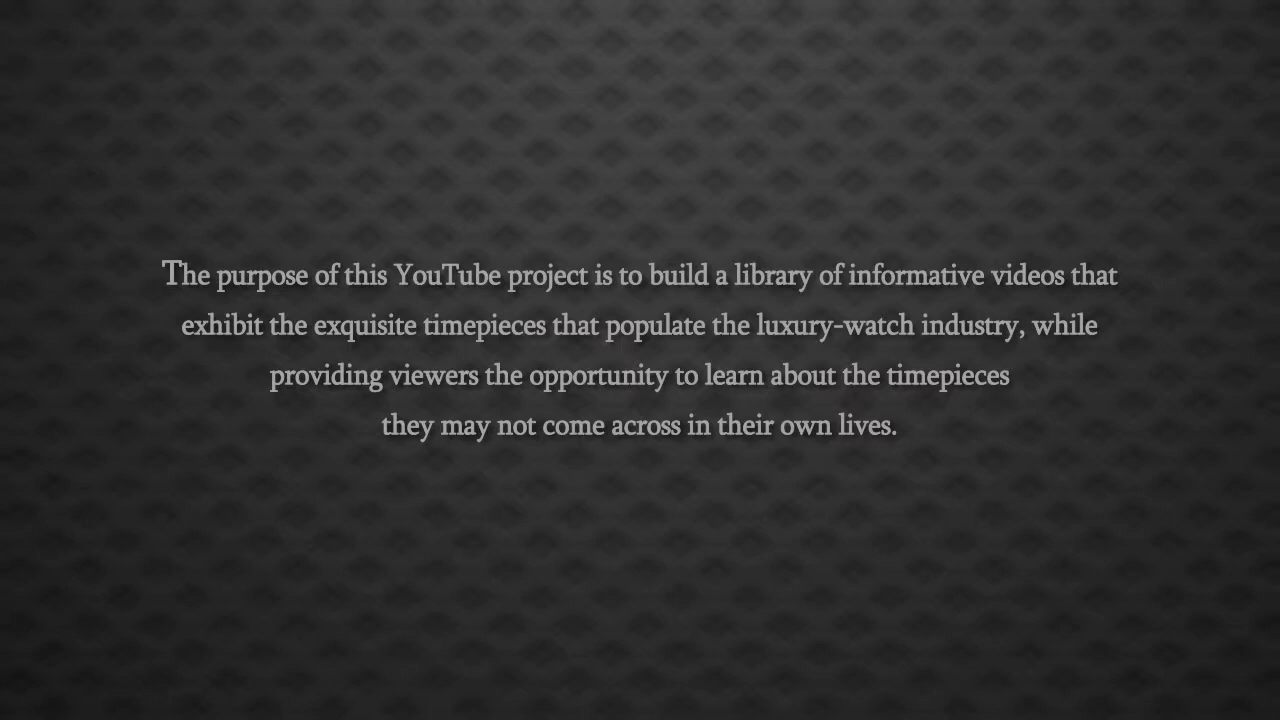 The purpose of this YouTube project is to build a library of informative videos that
exhibit the exquisite timepieces that populate the luxury-watch industry, while
providing viewers the opportunity to learn about the timepieces
they may not come across in their own lives.